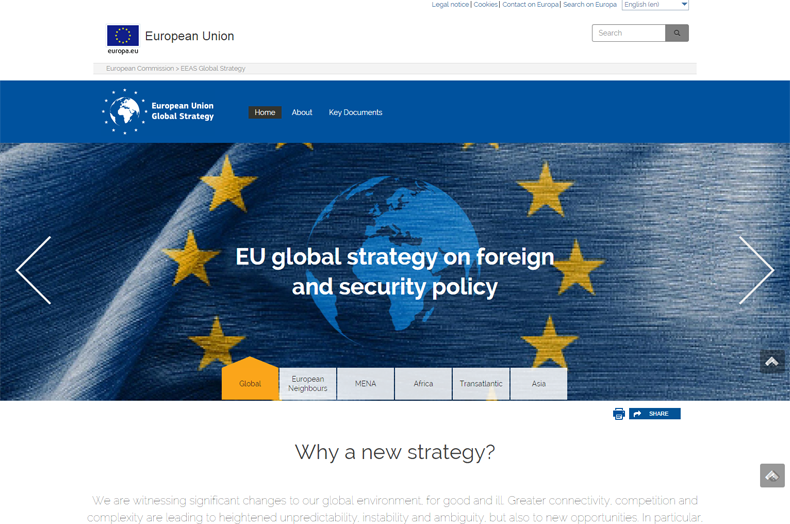 Legal notice | Cookies | Contact on Europa | Search on Europa English (en)
European Union
Search
europa.eu
European Commission > EEAS Global Strategy
European Union
Global Strategy
Home About Key Documents
EU global strategy on foreign
and security policy
Global European Neighbours MENA Africa Transatlantic Asia
SHARE
Why a new strategy?
We are witnessing significant changes to our global environment, for good and ill. Greater connectivity, competition and
complexity are leading to heightened unpredictability, instability and ambiguity, but also to new opportunities. In particular,